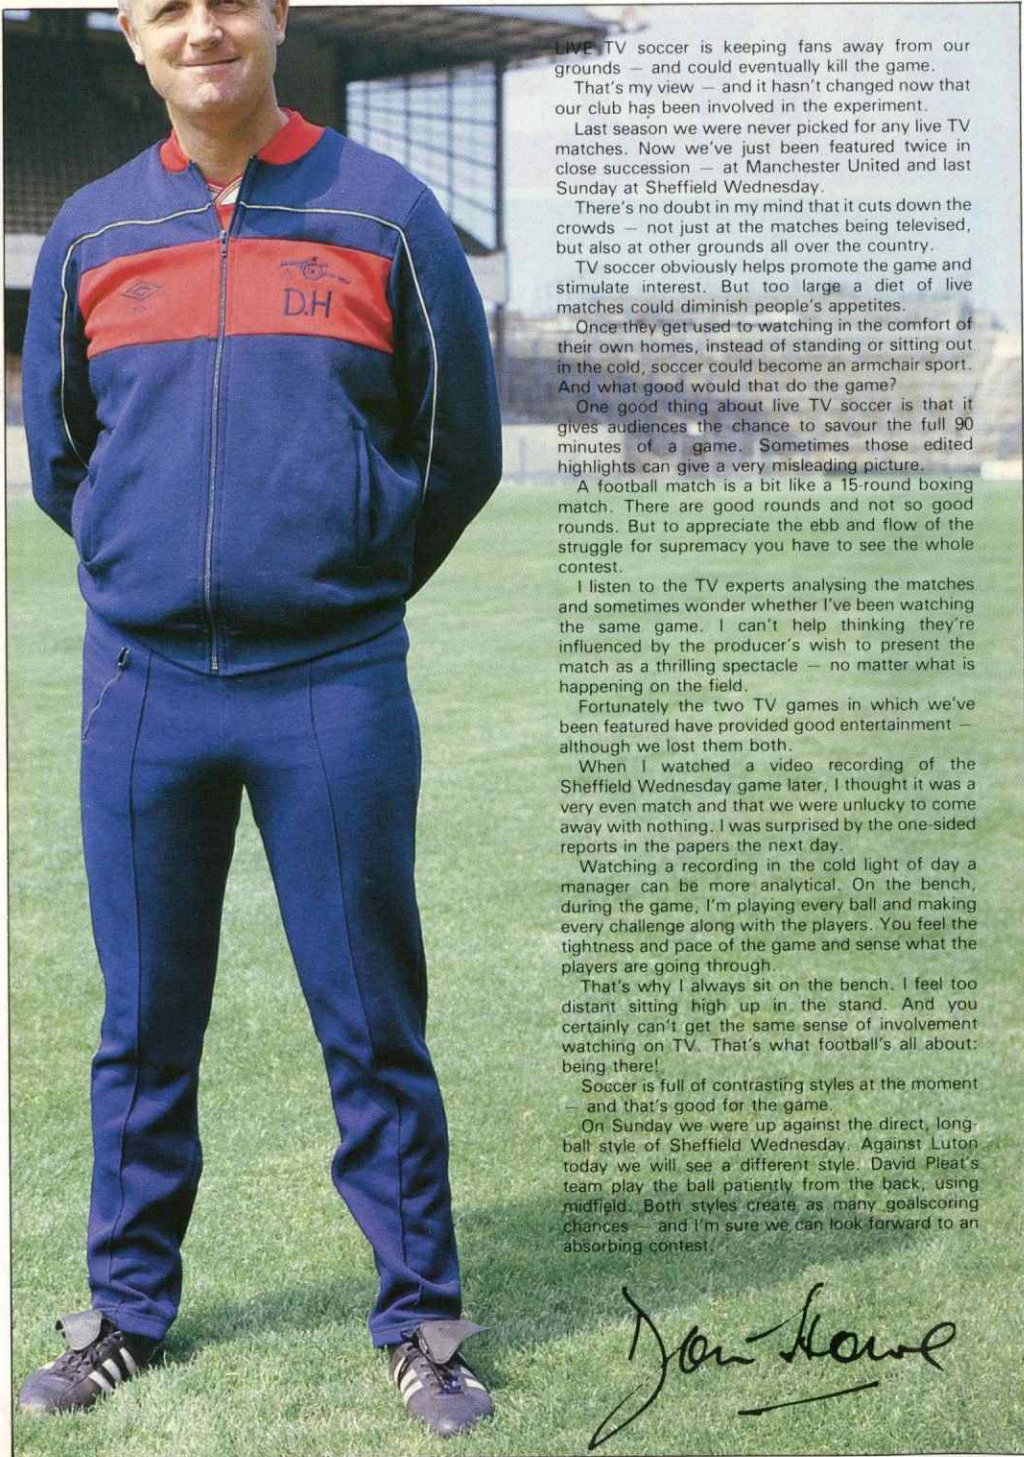 LIVE TV soccer is keeping fans away from our
grounds — and could eventually kill the game.
That's my view — and it hasn't changed now that
our club has been involved in the experiment.
Last season we were never picked for any live TV
matches. Now we've just been featured twice in
close succession — at Manchester United and last
Sunday at Sheffield Wednesday.
There's no doubt in my mind that it cuts down the
crowds — not just at the matches being televised,
but also at other grounds all over the country.
TV soccer obviously helps promote the game and
stimulate interest. But too large a diet of live
matches could diminish people's appetites.
Once they get used to watching in the comfort of
their own homes, instead of standing or sitting out
in the cold, soccer could become an armchair sport.
And what good would that do the game?
One good thing about live TV soccer is that it
gives audiences the chance to savour the full 90
minutes of a game. Sometimes those edited
highlights can give a very misleading picture.
A football match is a bit like a 15-round boxing
match. There are good rounds and not so good
rounds. But to appreciate the ebb and flow of the
struggle for supremacy you have to see the whole
contest.
I listen to the TV experts analysing the matches
and sometimes wonder whether I've been watching
the same game. I can't help thinking they're
influenced by the producer's wish to present the
match as a thrilling spectacle — no matter what is
happening on the field.
Fortunately the two TV games in which we've
been featured have provided good entertainment —
although we lost them both.
When I watched a video recording of the
Sheffield Wednesday game later, I thought it was a
very even match and that we were unlucky to come
away with nothing. I was surprised by the one-sided
reports in the papers the next day.
Watching a recording in the cold light of day a
manager can be more analytical. On the bench,
during the game, I'm playing every ball and making
every challenge along with the players. You feel the
tightness and pace of the game and sense what the
players are going through.
That's why I always sit on the bench. I feel too
distant sitting high up in the stand. And you
certainly can't get the same sense of involvement
watching on TV. That's what football's all about:
being there!
Soccer is full of contrasting styles at the moment
— and that's good for the game.
On Sunday we were up against the direct, long-
ball style of Sheffield Wednesday. Against Luton
today we will see a different style. David Pleat's
team play the ball patiently from the back, using
midfield. Both styles create as many goalscoring
chances — and I'm sure we can look forward to an
absorbing contest.
Don Howe
D.H